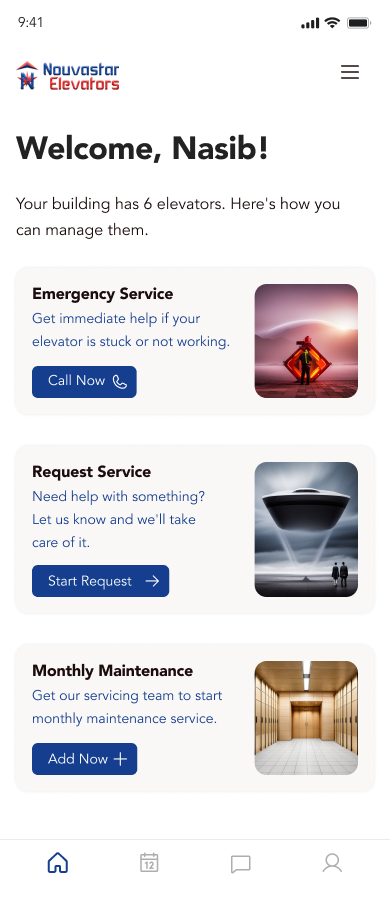 9:41
Nouvastar
Elevators
Welcome, Nasib!
Your building has 6 elevators. Here's how you
can manage them.
Emergency Service
Get immediate help if your
elevator is stuck or not working.
Call Now
Request Service
Need help with something?
Let us know and we'll take
care of it.
Start Request
Monthly Maintenance
Get our servicing team to start
monthly maintenance service.
Add Now
12